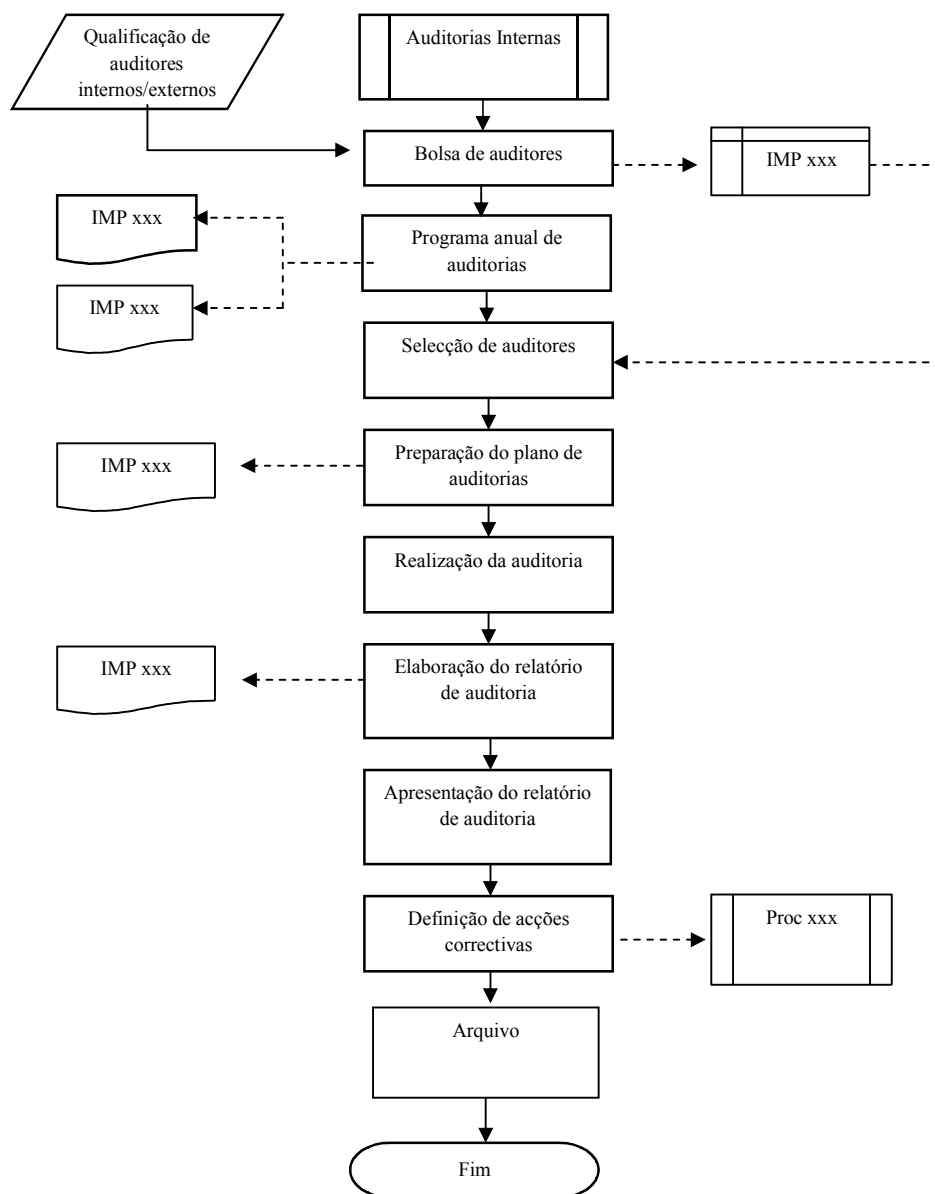 Qualificação de
auditores
internos/externos
Auditorias Internas
Bolsa de auditores
IMP xxx
IMP xxx
Programa anual de
auditorias
IMP xxx
Selecção de auditores
Preparação do plano de
auditorias
IMP xxx
Realização da auditoria
Elaboração do relatório
de auditoria
IMP xxx
Apresentação do relatório
de auditoria
Definição de acções
correctivas
Proc xxx
Arquivo
Fim